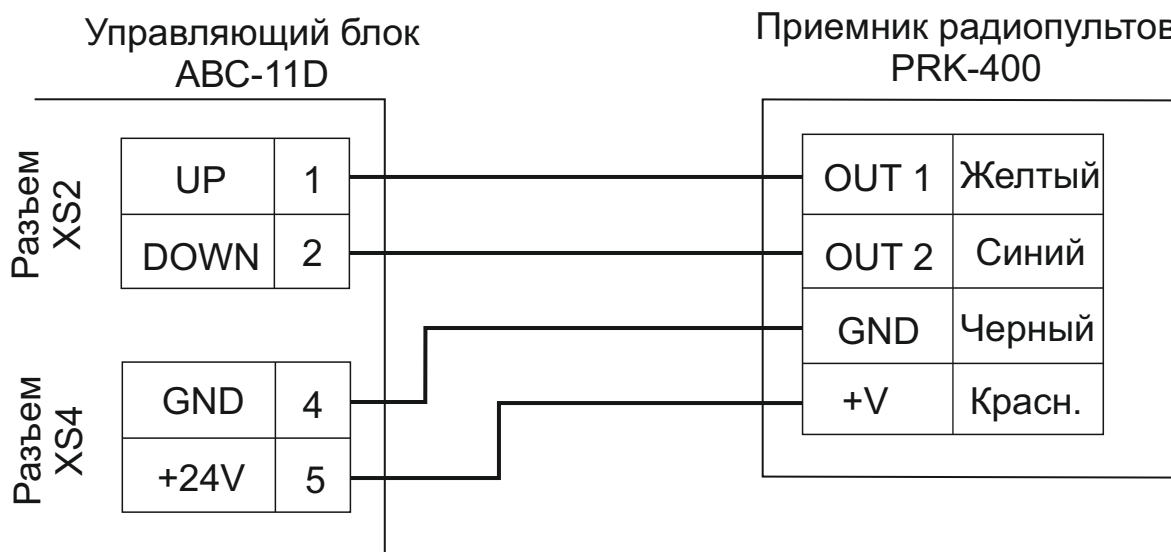 Управляющий блок
ABC-11D
Приемник радиопультов
PRK-400
Разъем
XS2
UP 1
DOWN 2
Разъем
XS4
GND 4
+24V 5
OUT 1 Желтый
OUT 2 Синий
GND Черный
+V Красн.